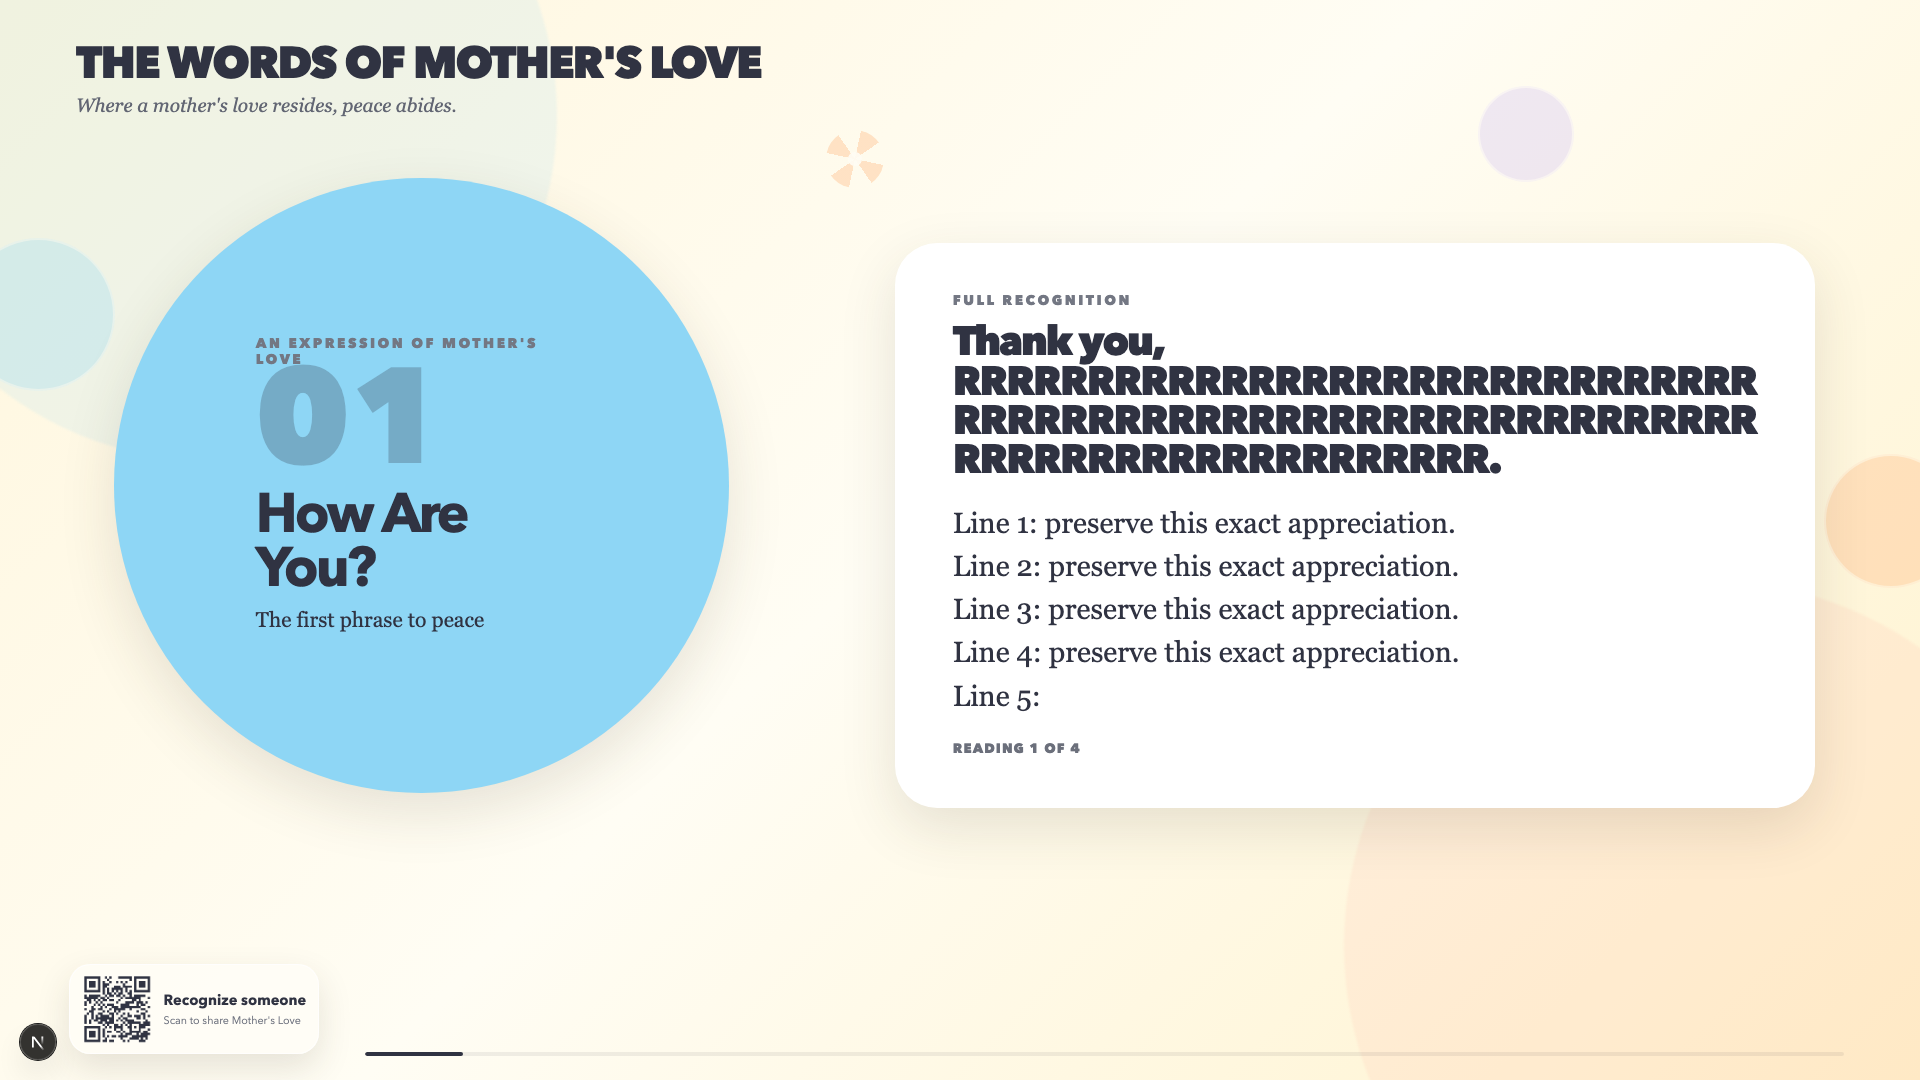 THE WORDS OF MOTHER'S LOVE
Where a mother's love resides, peace abides.
AN EXPRESSION OF MOTHER'S
LOVE
01
How Are
You?
The first phrase to peace
FULL RECOGNITION
Thank you,
RRRRRRRRRRRRRRRRRRRRRRRRRRRRRR
RRRRRRRRRRRRRRRRRRRRRRRRRRRRRR
RRRRRRRRRRRRRRRRRRRR.
Line 1: preserve this exact appreciation.
Line 2: preserve this exact appreciation.
Line 3: preserve this exact appreciation.
Line 4: preserve this exact appreciation.
Line 5:
READING 1 OF 4
Recognize someone
Scan to share Mother's Love
N